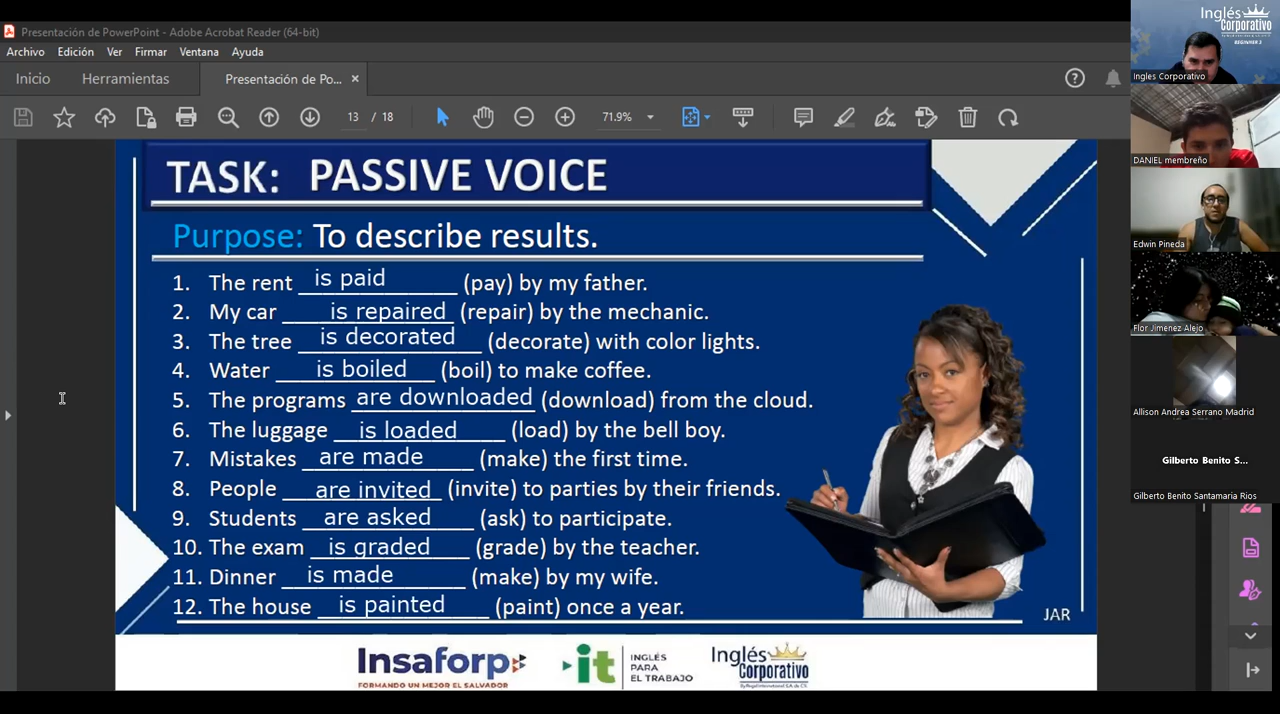 Presentación de PowerPoint - Adobe Acrobat Reader (64-bit)
Archivo Edición Ver Firmar Ventana Ayuda
Inicio Herramientas Presentación de Po... ×
13 / 18 71.9%
TASK: PASSIVE VOICE
Purpose: To describe results.
1. The rent is paid (pay) by my father.
2. My car is repaired (repair) by the mechanic.
3. The tree is decorated (decorate) with color lights.
4. Water is boiled (boil) to make coffee.
5. The programs are downloaded (download) from the cloud.
6. The luggage is loaded (load) by the bell boy.
7. Mistakes are made (make) the first time.
8. People are invited (invite) to parties by their friends.
9. Students are asked (ask) to participate.
10. The exam is graded (grade) by the teacher.
11. Dinner is made (make) by my wife.
12. The house is painted (paint) once a year.
JAR
Insaforp
FORMANDO UN MEJOR EL SALVADOR
it INGLÉS PARA EL TRABAJO
Inglés Corporativo
Inglés Corporativo
BEGINNER 2
Ingles Corporativo
DANIEL membreño
Edwin Pineda
Flor Jimenez Alejo
Allison Andrea Serrano Madrid
Gilberto Benito S...
Gilberto Benito Santamaria Rios